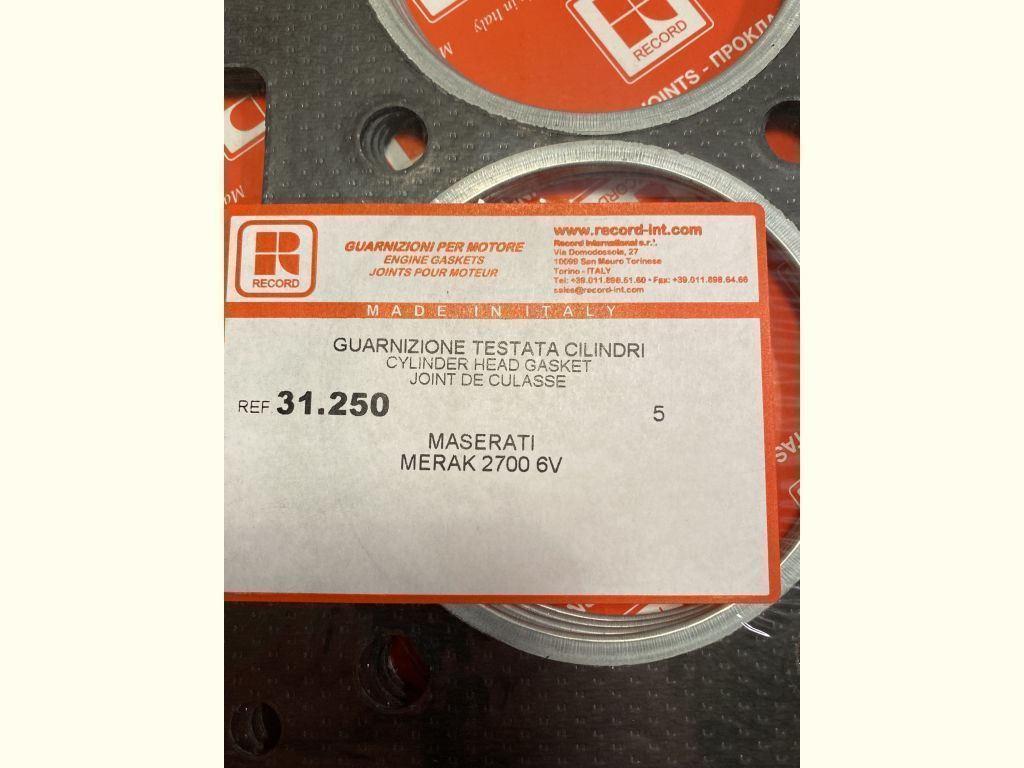 Made in Italy
RECORD
JOINTS - ПРОКЛА
RECORD
GUARNIZIONI PER MOTORE
ENGINE GASKETS
JOINTS POUR MOTEUR
www.record-int.com
Record International s.r.l.
Via Domodossola, 27
10099 San Mauro Torinese
Torino - ITALY
Tel: +39.011.898.51.60 • Fax: +39.011.898.64.66
sales@record-int.com
MADE IN ITALY
GUARNIZIONE TESTATA CILINDRI
CYLINDER HEAD GASKET
JOINT DE CULASSE
REF 31.250
5
MASERATI
MERAK 2700 6V